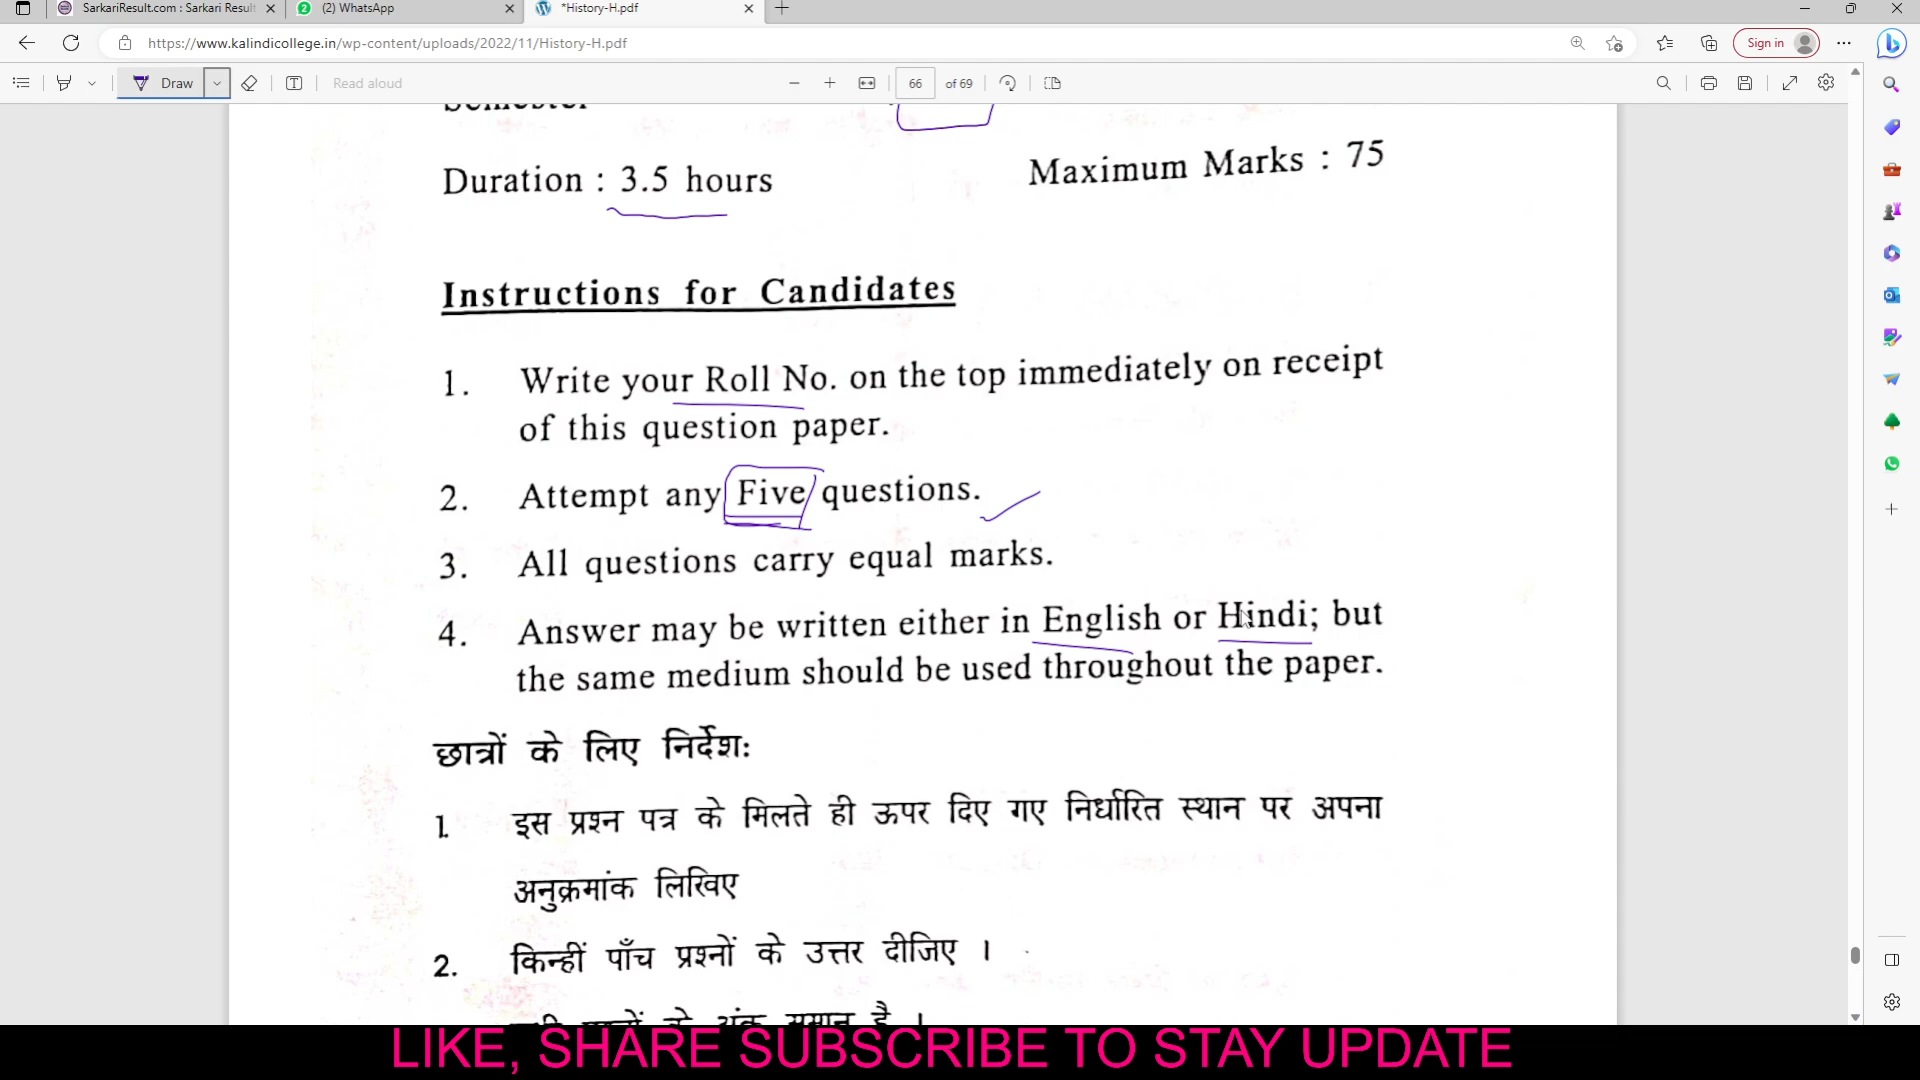 SarkariResult.com : Sarkari Result
(2) WhatsApp
*History-H.pdf
https://www.kalindicollege.in/wp-content/uploads/2022/11/History-H.pdf
Sign in
Draw
Read aloud
66 of 69
Semester
Duration : 3.5 hours
Maximum Marks : 75
Instructions for Candidates
1. Write your Roll No. on the top immediately on receipt
of this question paper.
2. Attempt any Five questions.
3. All questions carry equal marks.
4. Answer may be written either in English or Hindi; but
the same medium should be used throughout the paper.
छात्रों के लिए निर्देश:
1. इस प्रश्न पत्र के मिलते ही ऊपर दिए गए निर्धारित स्थान पर अपना
अनुक्रमांक लिखिए
2. किन्हीं पाँच प्रश्नों के उत्तर दीजिए ।
अंक समान है ।
LIKE, SHARE SUBSCRIBE TO STAY UPDATE